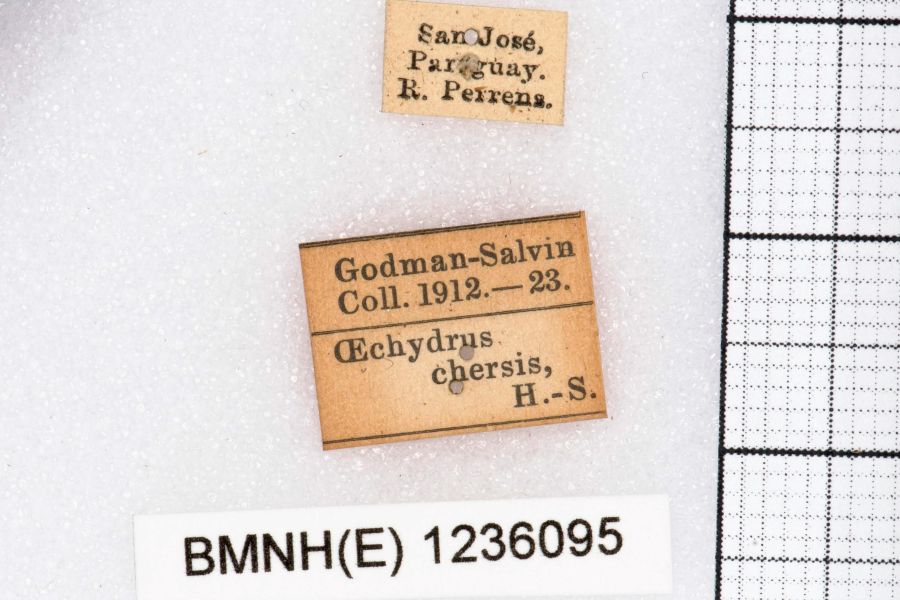 San José,
Paraguay.
R. Perrens.
Godman-Salvin
Coll. 1912.—23.
Œchydrus
chersis,
H.-S.
BMNH(E) 1236095